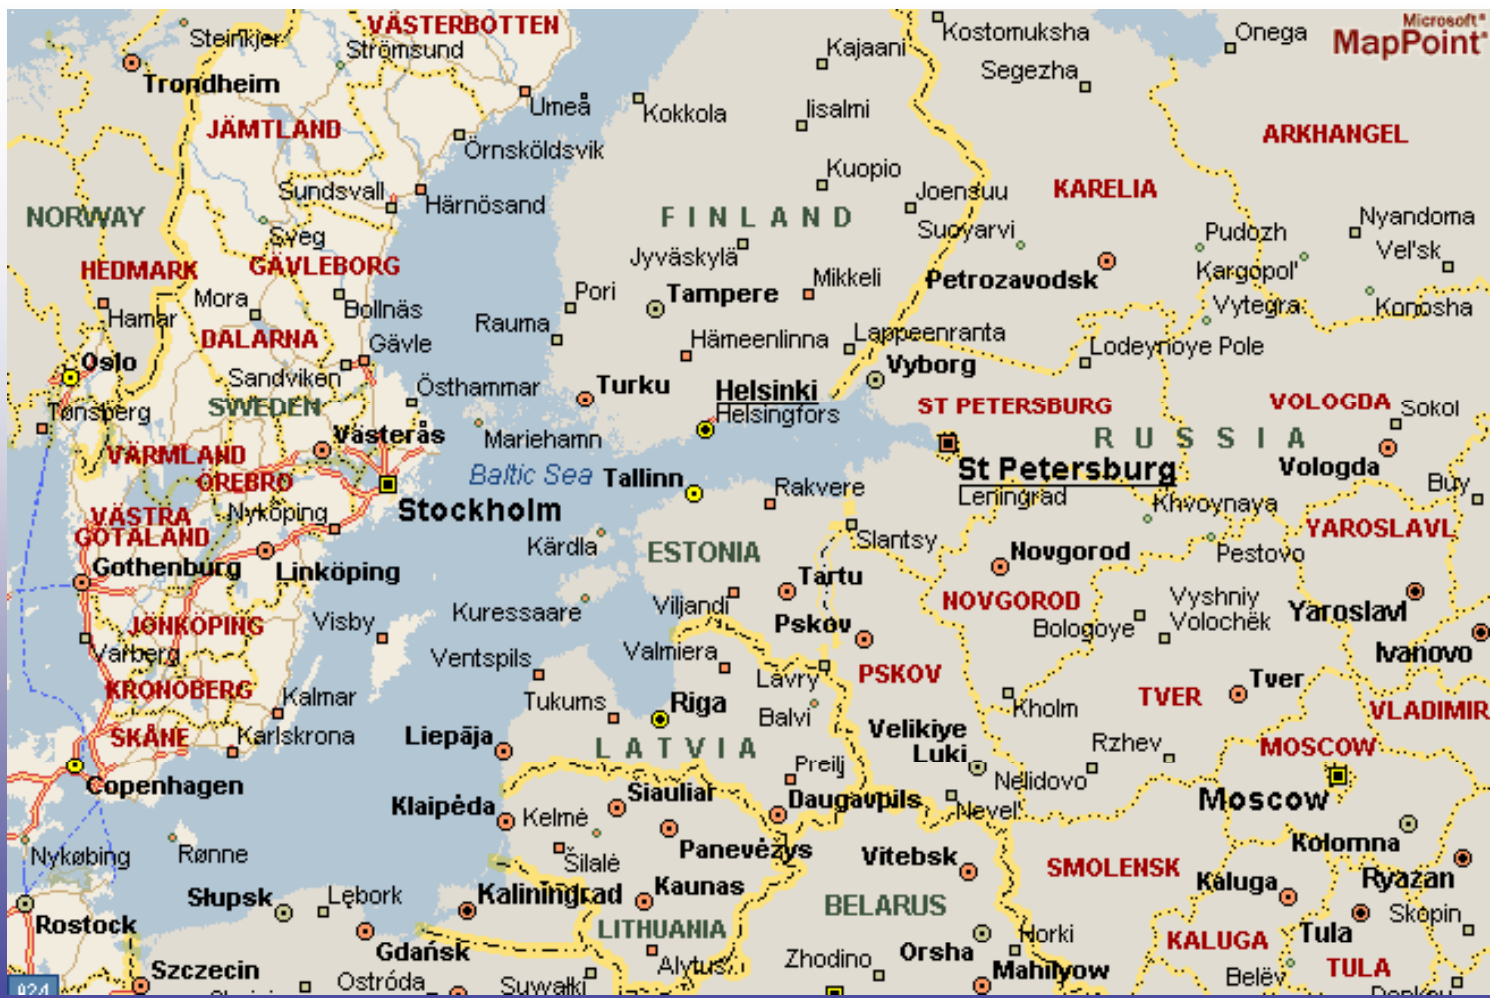 VÄSTERBOTTEN
Microsoft®
MapPoint®
Steinkjer
Strömsund
Kajaani
Kostomuksha
Onega
Segezha
Trondheim
Umeå
Kokkola
Iisalmi
JÄMTLAND
Örnsköldsvik
ARKHANGEL
Kuopio
Sundsvall
Härnösand
Joensuu
KARELIA
NORWAY
FINLAND
Nyandoma
Sveg
Suoyarvi
Pudozh
Vel'sk
Jyväskylä
HEDMARK
GÄVLEBORG
Mikkeli
Petrozavodsk
Kargopol'
Mora
Bollnäs
Pori
Tampere
Vytegra
Konosha
Hamar
Rauma
DALARNA
Gävle
Hämeenlinna
Lappeenranta
Lodeynoye Pole
Oslo
Sandviken
Östhammar
Turku
Helsinki
Helsingfors
Vyborg
SWEDEN
ST PETERSBURG
VOLOGDA
Sokol
Tønsberg
Västerås
Mariehamn
RUSSIA
VÄRMLAND
Baltic Sea
Tallinn
St Petersburg
Leningrad
Vologda
ÖREBRO
Rakvere
Buy
Stockholm
Khvoynaya
VÄSTRA
GÖTALAND
Nyköping
Kärdla
ESTONIA
Slantsy
Novgorod
Pestovo
YAROSLAVL
Gothenburg
Linköping
Tartu
Kuressaare
Viljandi
NOVGOROD
Vyshniy
Volochëk
Yaroslavl
JÖNKÖPING
Visby
Pskov
Bologoye
Varberg
Ventspils
Valmiera
Ivanovo
KRONOBERG
Kalmar
Tukums
Lavry
PSKOV
TVER
Tver
Riga
Balvi
Kholm
VLADIMIR
SKÅNE
Karlskrona
Liepāja
LATVIA
Velikiye
Luki
Rzhev
MOSCOW
Copenhagen
Preiļi
Nelidovo
Klaipėda
Kelmė
Siauliai
Daugavpils
Nevel'
Moscow
Nykøbing
Rønne
Šilalė
Panevėžys
Vitebsk
Kolomna
SMOLENSK
Słupsk
Lębork
Kaliningrad
Kaunas
Kaluga
Ryazan
Rostock
BELARUS
Skopin
LITHUANIA
Gdańsk
Orsha
Horki
KALUGA
Tula
Szczecin
Ostróda
Suwałki
Alytus
Zhodino
Mahilyow
Belëv
TULA
A24